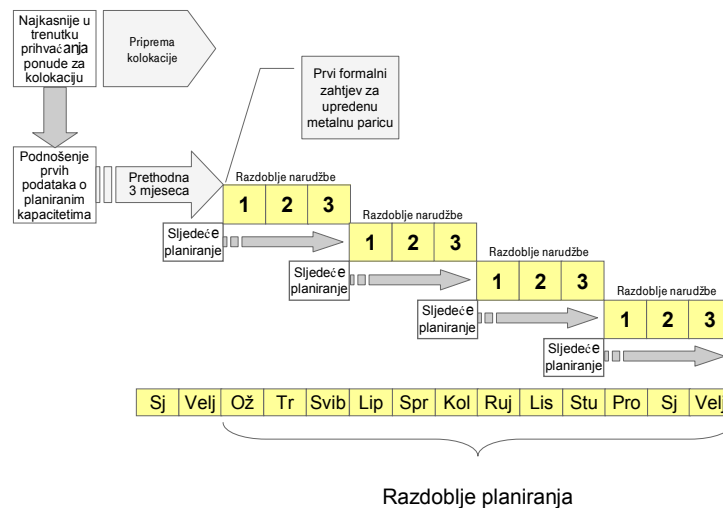 Najkasnije u
trenutku
prihvaćanja
ponude za
kolokaciju
Priprema
kolokacije
Prvi formalni
zahtjev za
upredenu
metalnu paricu
Podnošenje
prvih
podataka o
planiranim
kapacitetima
Prethodna
3 mjeseca
Razdoblje narudžbe
1 2 3
Sljedeće
planiranje
Razdoblje narudžbe
1 2 3
Sljedeće
planiranje
Razdoblje narudžbe
1 2 3
Sljedeće
planiranje
Razdoblje narudžbe
1 2 3
Sljedeće
planiranje
Sj Velj Ož Tr Svib Lip Spr Kol Ruj Lis Stu Pro Sj Velj
Razdoblje planiranja